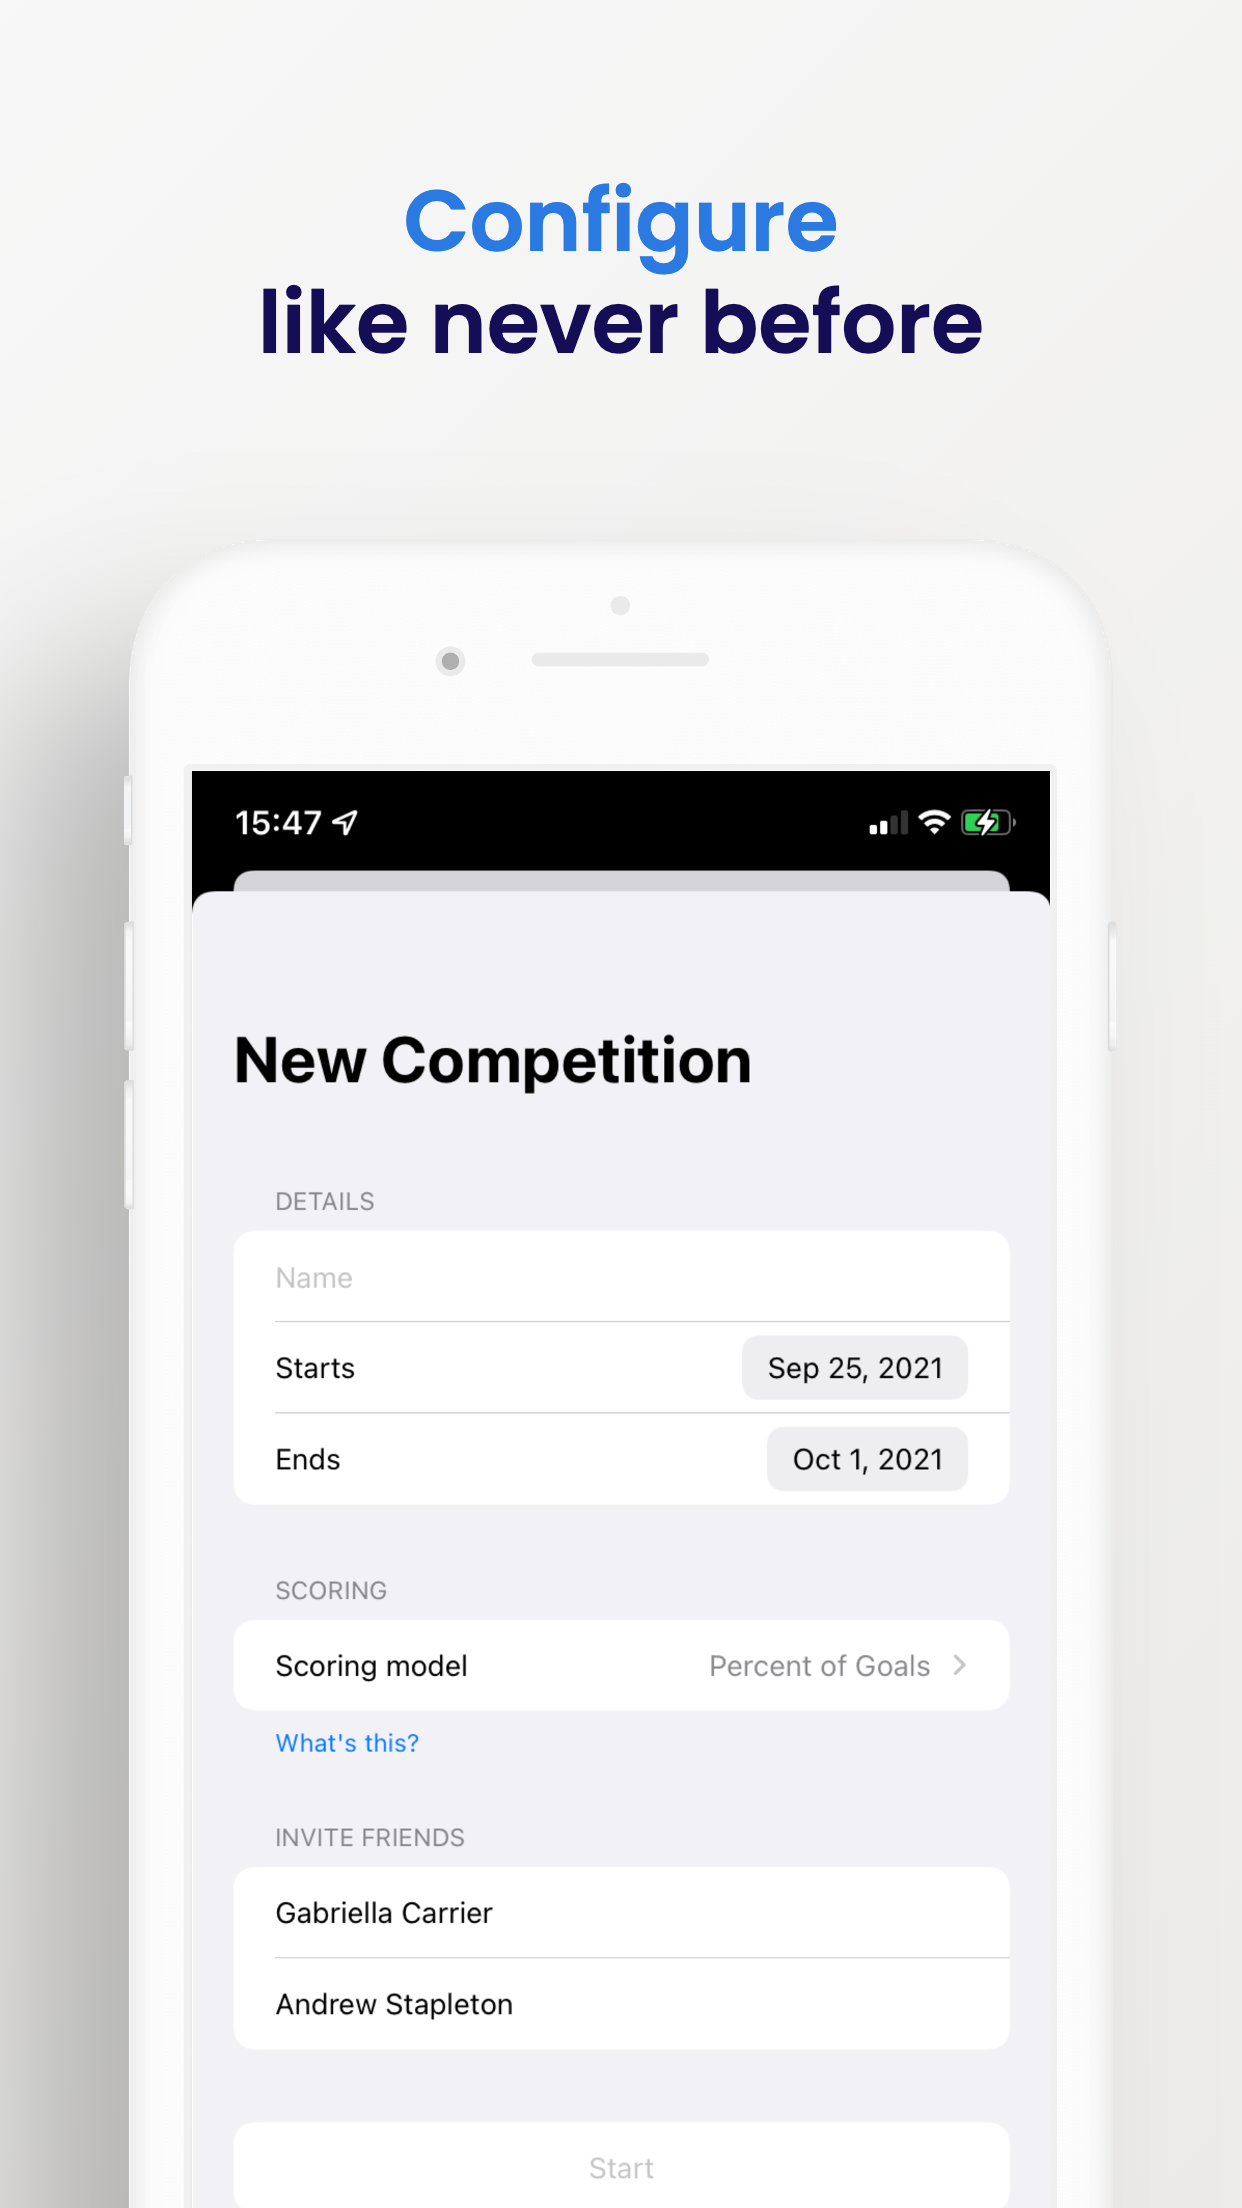 Configure
like never before
15:47
New Competition
DETAILS
Name
Starts
Sep 25, 2021
Ends
Oct 1, 2021
SCORING
Scoring model
Percent of Goals
What's this?
INVITE FRIENDS
Gabriella Carrier
Andrew Stapleton
Start